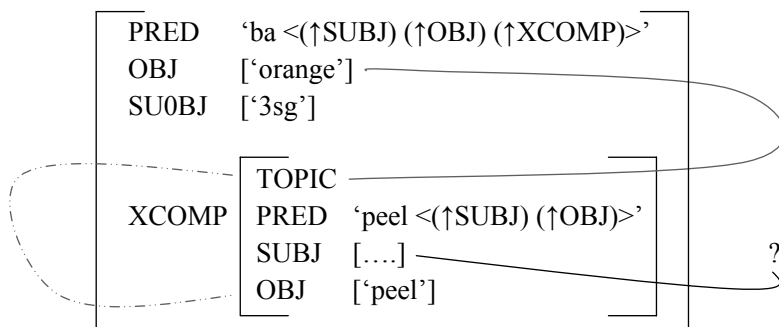 PRED ‘ba <(↑SUBJ) (↑OBJ) (↑XCOMP)>’
OBJ [‘orange’]
SU0BJ [‘3sg’]
TOPIC
XCOMP PRED ‘peel <(↑SUBJ) (↑OBJ)>’
SUBJ [….] ?
OBJ [‘peel’]